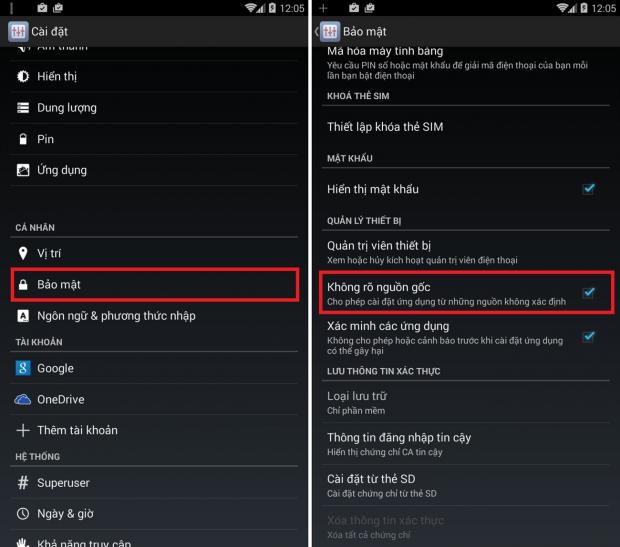 12:05
Cài đặt
Âm thanh
Hiển thị
Dung lượng
Pin
Ứng dụng
CÁ NHÂN
Vị trí
Bảo mật
Ngôn ngữ & phương thức nhập
TÀI KHOẢN
Google
OneDrive
Thêm tài khoản
HỆ THỐNG
Superuser
Ngày & giờ
Khả năng truy cập
12:05
Bảo mật
Mã hóa máy tính bảng
Yêu cầu PIN số hoặc mật khẩu để giải mã điện thoại của bạn mỗi
lần bạn bật điện thoại
KHOÁ THẺ SIM
Thiết lập khóa thẻ SIM
MẬT KHẨU
Hiển thị mật khẩu
QUẢN LÝ THIẾT BỊ
Quản trị viên thiết bị
Xem hoặc hủy kích hoạt quản trị viên điện thoại
Không rõ nguồn gốc
Cho phép cài đặt ứng dụng từ những nguồn không xác định
Xác minh các ứng dụng
Không cho phép hoặc cảnh báo trước khi cài đặt ứng dụng
có thể gây hại
LƯU THÔNG TIN XÁC THỰC
Loại lưu trữ
Chỉ phần mềm
Thông tin đăng nhập tin cậy
Hiển thị chứng chỉ CA tin cậy
Cài đặt từ thẻ SD
Cài đặt chứng chỉ từ thẻ SD
Xóa thông tin xác thực
Xóa tất cả chứng chỉ